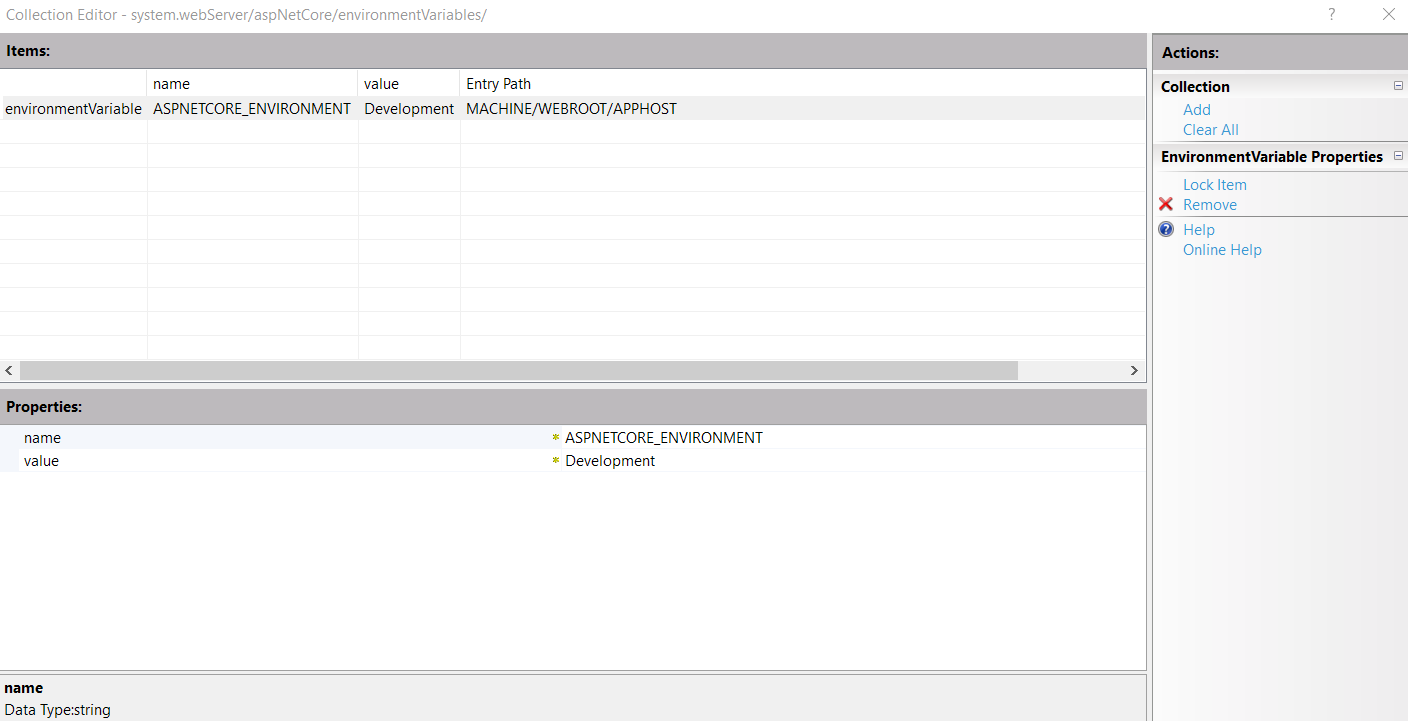 Collection Editor - system.webServer/aspNetCore/environmentVariables/
?
Items:
name value Entry Path
environmentVariable ASPNETCORE_ENVIRONMENT Development MACHINE/WEBROOT/APPHOST
Properties:
name * ASPNETCORE_ENVIRONMENT
value * Development
name
Data Type:string
Actions:
Collection
Add
Clear All
EnvironmentVariable Properties
Lock Item
Remove
? Help
Online Help